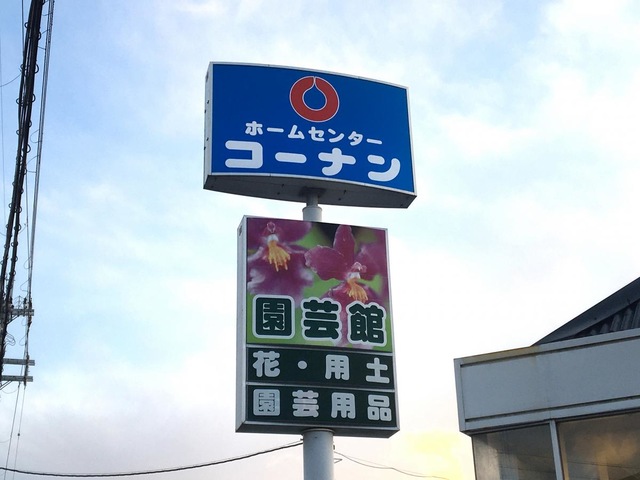 ホームセンター
コーナン
園芸館
花・用土
園芸用品